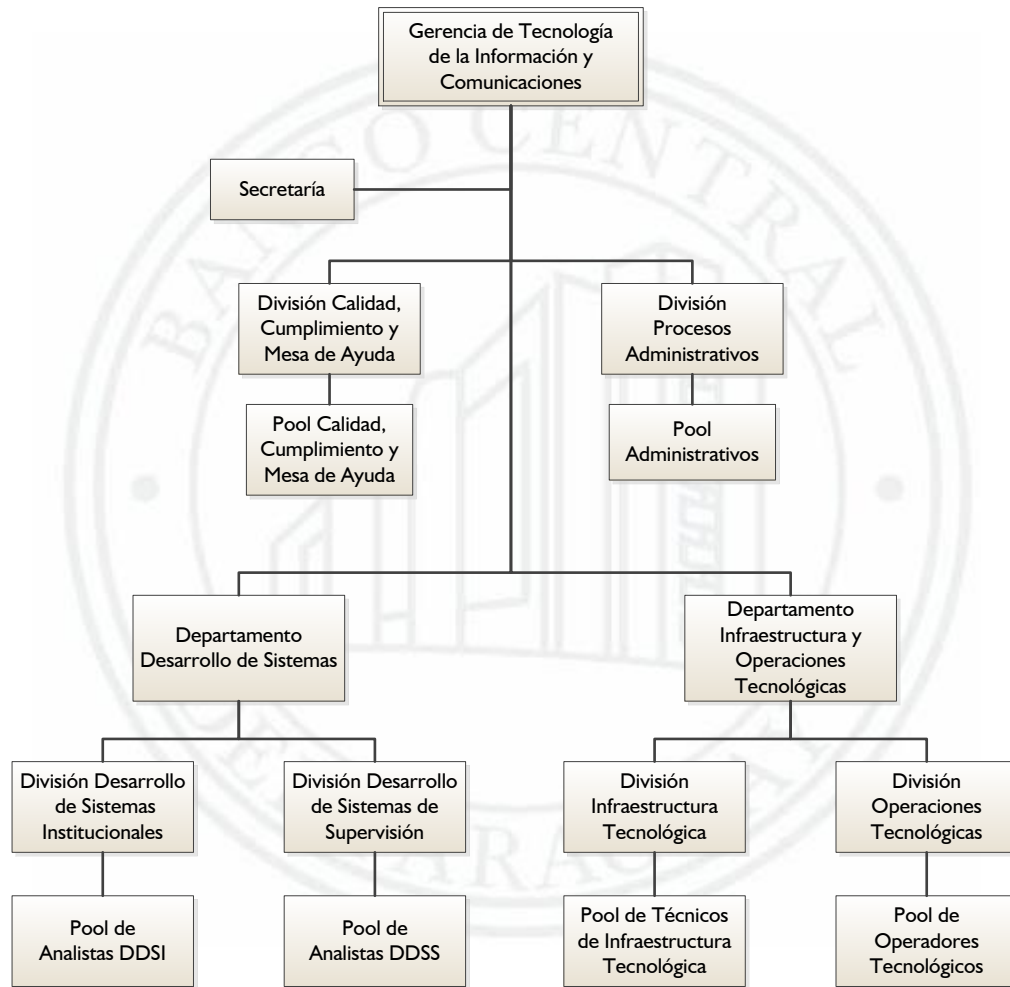 Gerencia de Tecnología
de la Información y
Comunicaciones
Secretaría
División Calidad,
Cumplimiento y
Mesa de Ayuda
División
Procesos
Administrativos
Pool Calidad,
Cumplimiento y
Mesa de Ayuda
Pool
Administrativos
Departamento
Desarrollo de Sistemas
Departamento
Infraestructura y
Operaciones
Tecnológicas
División Desarrollo
de Sistemas
Institucionales
División Desarrollo
de Sistemas de
Supervisión
División
Infraestructura
Tecnológica
División
Operaciones
Tecnológicas
Pool de
Analistas DDSI
Pool de
Analistas DDSS
Pool de Técnicos
de Infraestructura
Tecnológica
Pool de
Operadores
Tecnológicos
BANCO CENTRAL